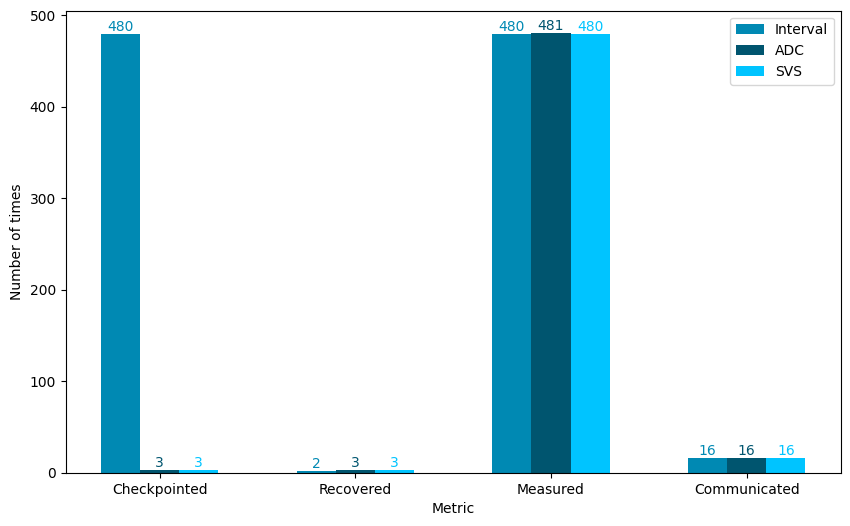 500
400
300
200
100
0
Number of times
480
3
3
2
3
3
480
481
480
16
16
16
Interval
ADC
SVS
Checkpointed
Recovered
Measured
Communicated
Metric